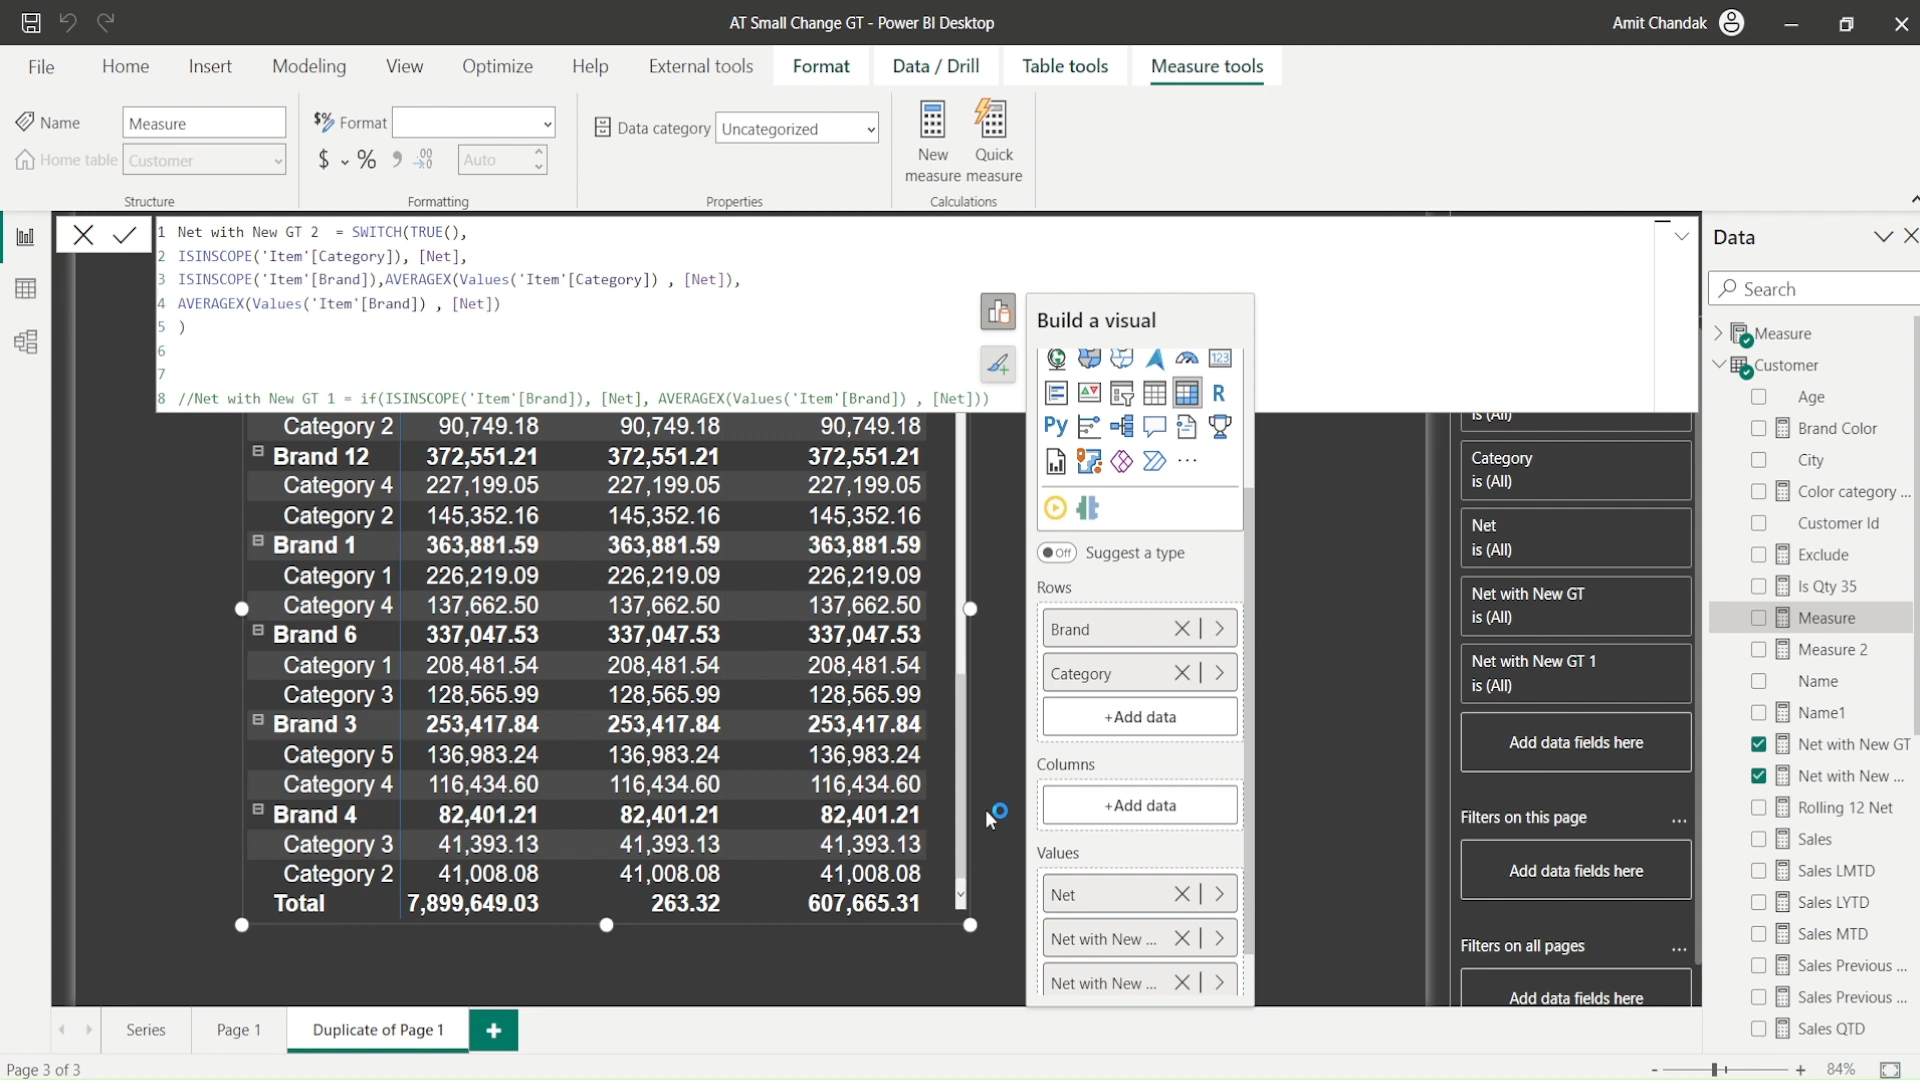 AT Small Change GT - Power BI Desktop
Amit Chandak
File Home Insert Modeling View Optimize Help External tools Format Data / Drill Table tools Measure tools
Name Measure
Home table Customer
Structure
$% Format
$ % Auto
Formatting
Data category Uncategorized
Properties
New measure
Quick measure
Calculations
1 Net with New GT 2 = SWITCH(TRUE(),
2 ISINSCOPE('Item'[Category]), [Net],
3 ISINSCOPE('Item'[Brand]),AVERAGEX(Values('Item'[Category]) , [Net]),
4 AVERAGEX(Values('Item'[Brand]) , [Net])
5 )
6
7
8 //Net with New GT 1 = if(ISINSCOPE('Item'[Brand]), [Net], AVERAGEX(Values('Item'[Brand]) , [Net]))
Category 2 90,749.18 90,749.18 90,749.18
Brand 12 372,551.21 372,551.21 372,551.21
Category 4 227,199.05 227,199.05 227,199.05
Category 2 145,352.16 145,352.16 145,352.16
Brand 1 363,881.59 363,881.59 363,881.59
Category 1 226,219.09 226,219.09 226,219.09
Category 4 137,662.50 137,662.50 137,662.50
Brand 6 337,047.53 337,047.53 337,047.53
Category 1 208,481.54 208,481.54 208,481.54
Category 3 128,565.99 128,565.99 128,565.99
Brand 3 253,417.84 253,417.84 253,417.84
Category 5 136,983.24 136,983.24 136,983.24
Category 4 116,434.60 116,434.60 116,434.60
Brand 4 82,401.21 82,401.21 82,401.21
Category 3 41,393.13 41,393.13 41,393.13
Category 2 41,008.08 41,008.08 41,008.08
Total 7,899,649.03 263.32 607,665.31
Build a visual
123
R
Py
Off Suggest a type
Rows
Brand
Category
+Add data
Columns
+Add data
Values
Net
Net with New ...
Net with New ...
is (All)
Category
is (All)
Net
is (All)
Net with New GT
is (All)
Net with New GT 1
is (All)
Add data fields here
Filters on this page ...
Add data fields here
Filters on all pages ...
Add data fields here
Data
Search
Measure
Customer
Age
Brand Color
City
Color category ...
Customer Id
Exclude
Is Qty 35
Measure
Measure 2
Name
Name1
Net with New GT
Net with New ...
Rolling 12 Net
Sales
Sales LMTD
Sales LYTD
Sales MTD
Sales Previous ...
Sales Previous ...
Sales QTD
Series Page 1 Duplicate of Page 1 +
Page 3 of 3
- + 84%